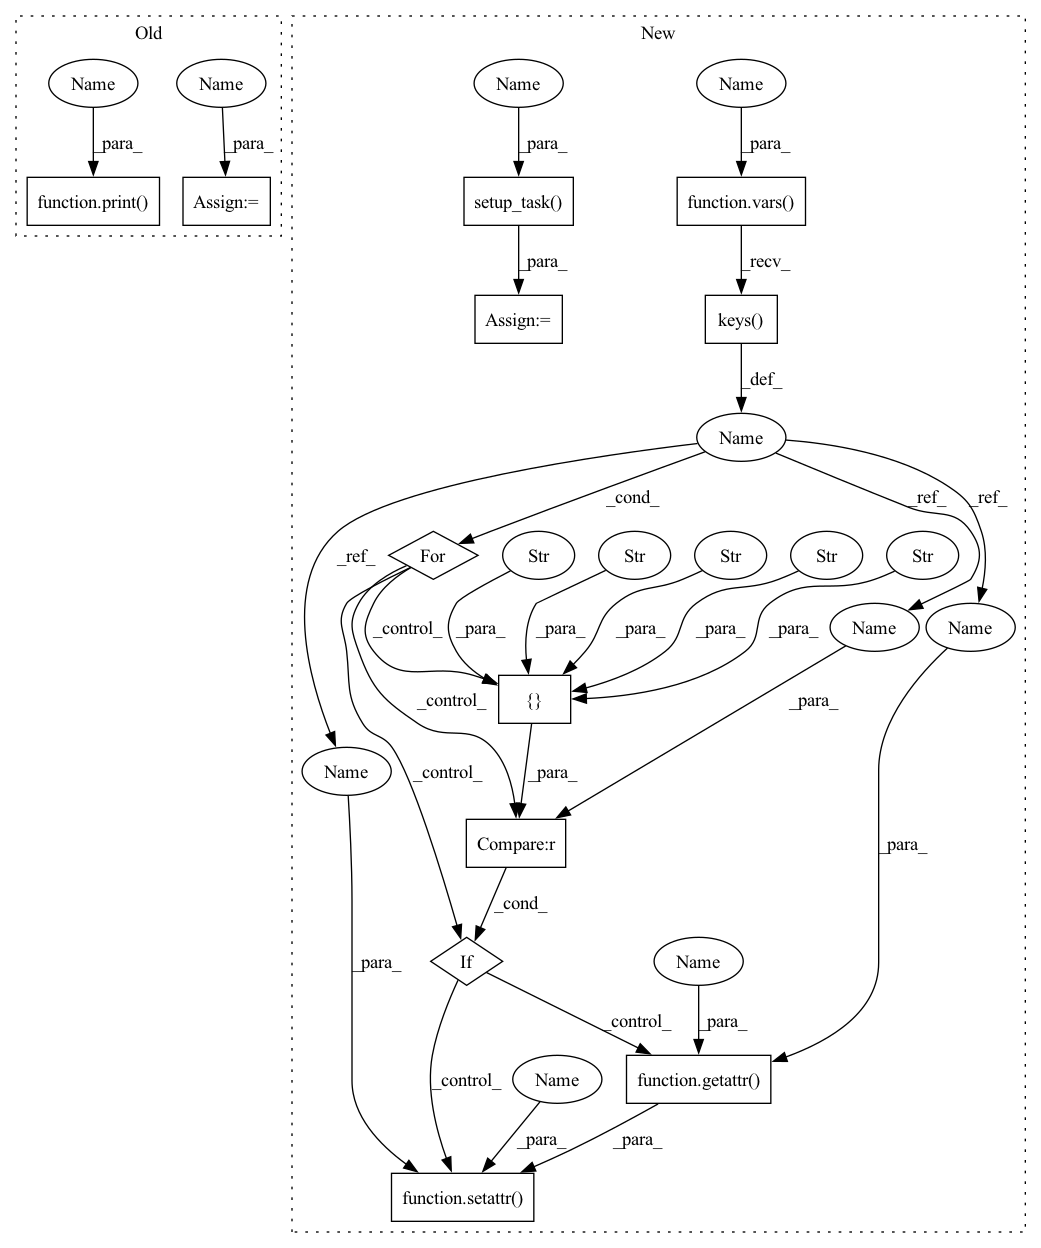 Old
New
Name
Name
Name
Name
_para_
_para_
_para_
_para_
function.print()
Assign:=
setup_task()
function.vars()
_para_
_recv_
Assign:=
keys()
_def_
Name
_cond_
_ref_
_ref_
_ref_
For
Str
Str
Str
Str
Str
_control_
_para_
_para_
_para_
_para_
_para_
Name
Name
{}
_control_
_para_
Name
_control_
_para_
Compare:r
_para_
_cond_
If
Name
_para_
_control_
_para_
Name
function.getattr()
_control_
_para_
_para_
function.setattr()